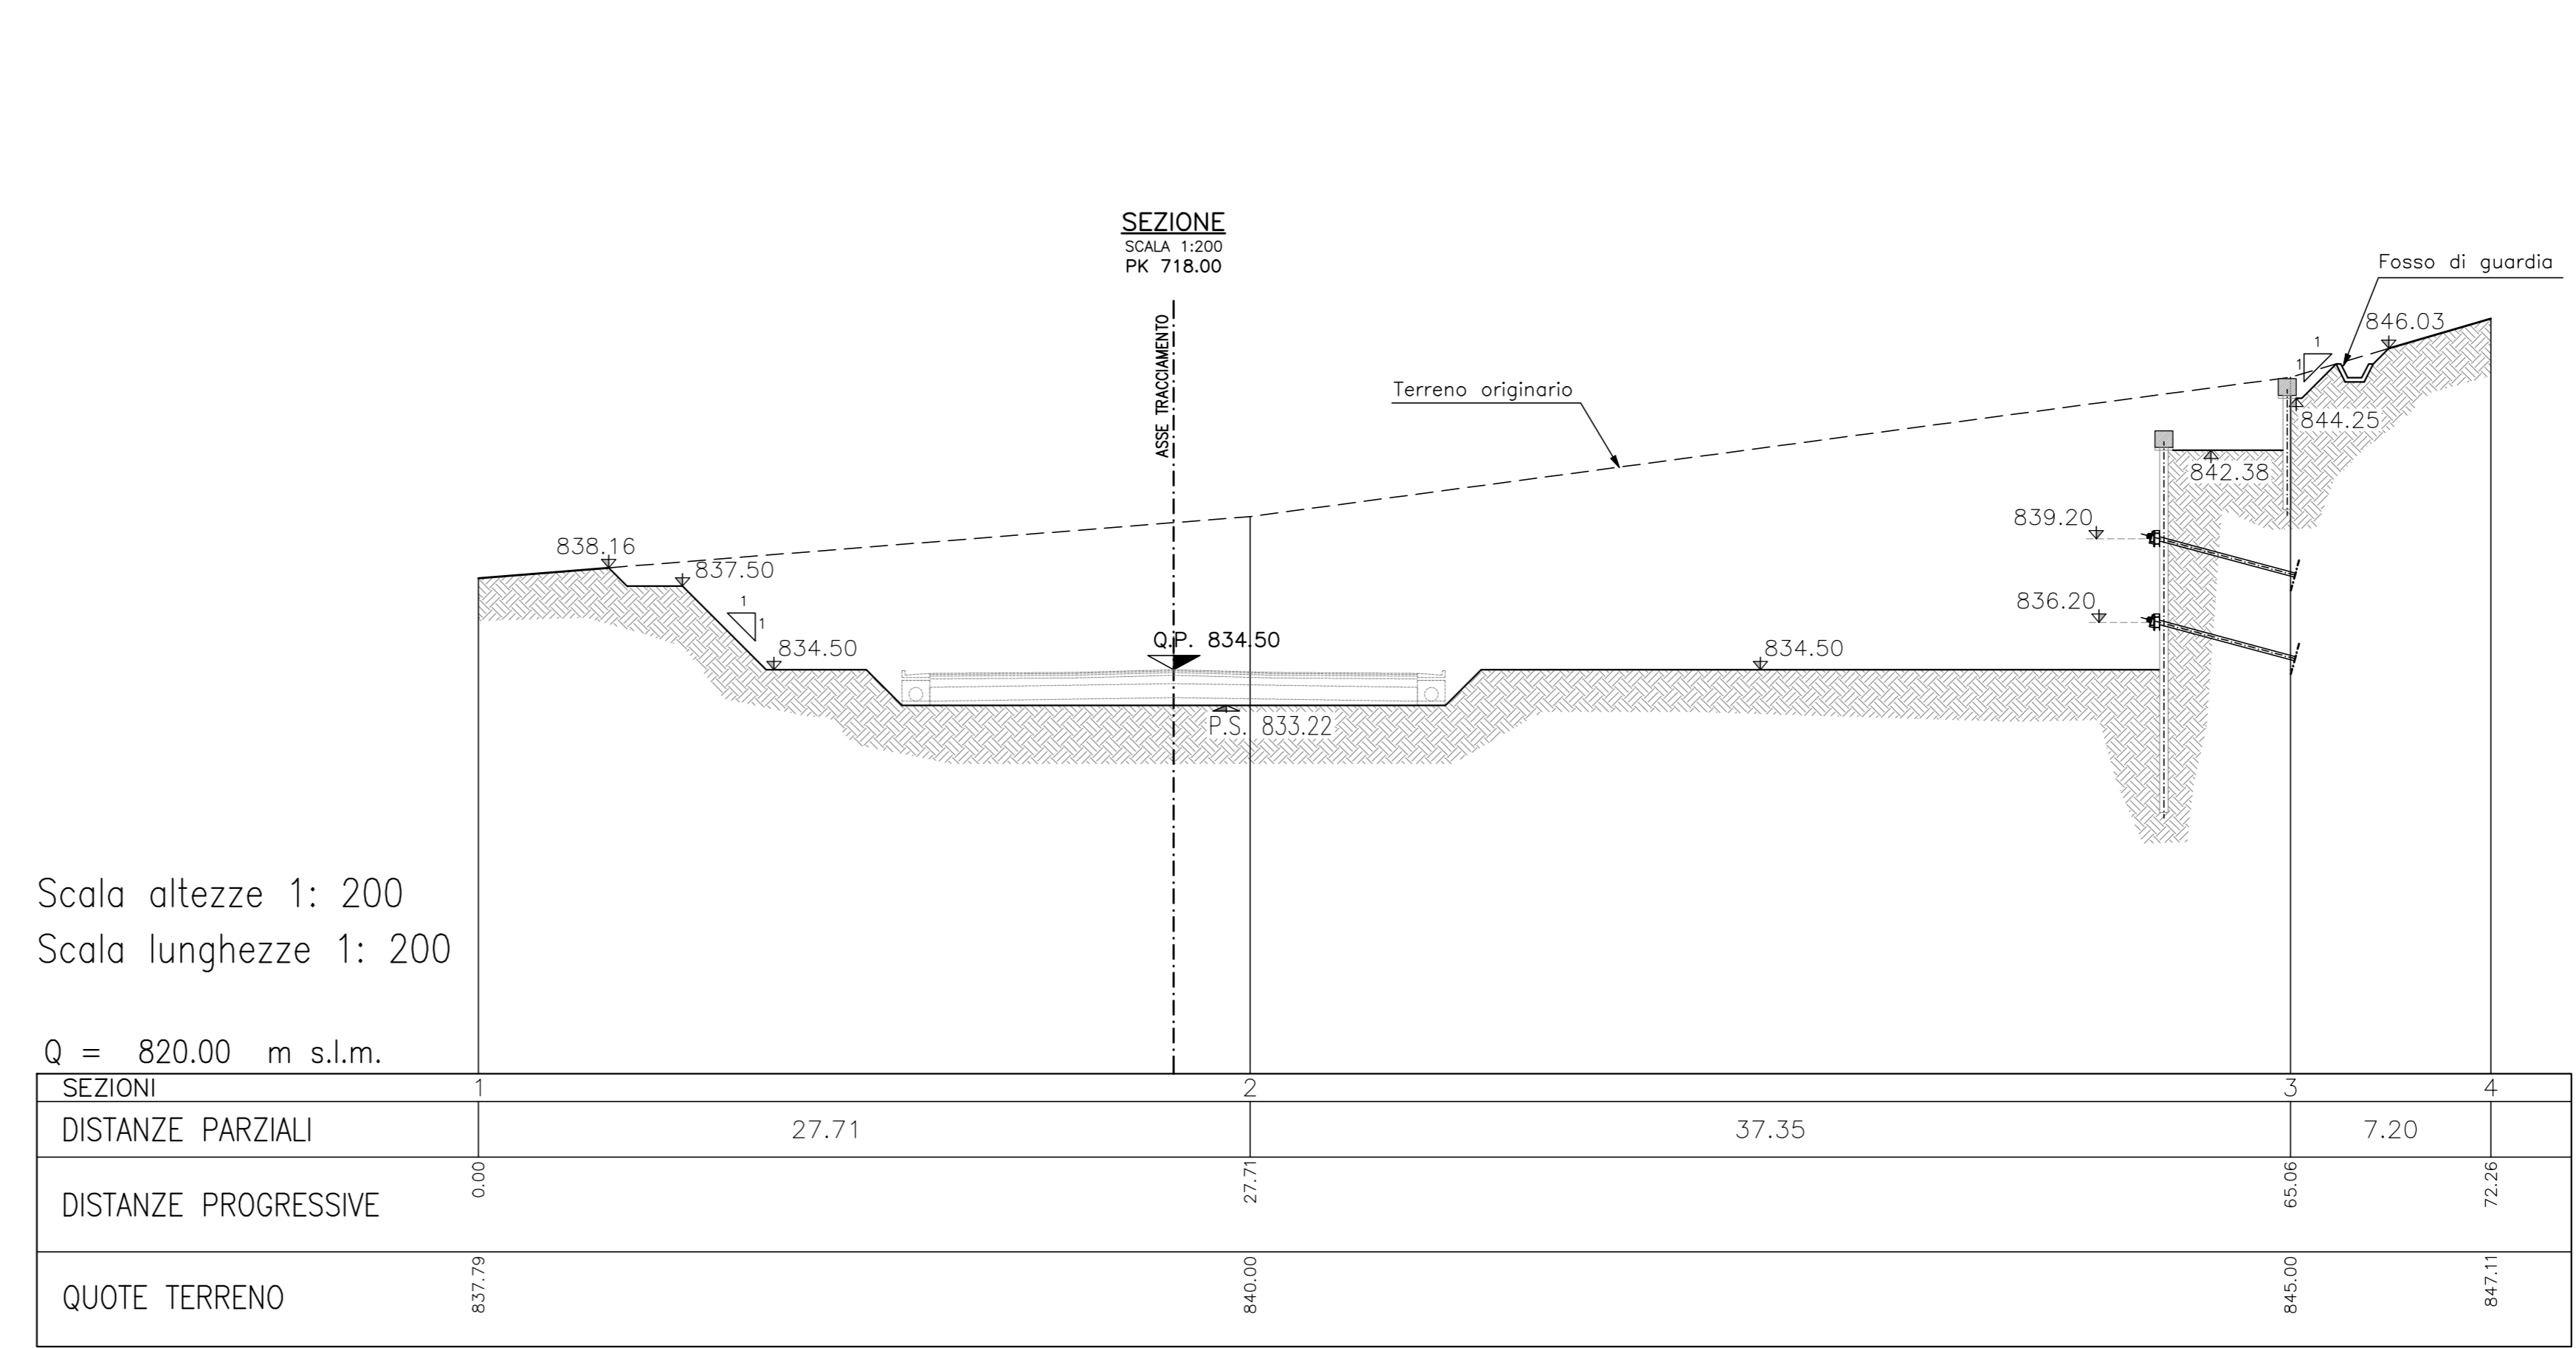 SEZIONE
SCALA 1:200
PK 718.00
ASSE TRACCIAMENTO
Fosso di guardia
846.03
1
1
844.25
Terreno originario
842.38
839.20
836.20
838.16
837.50
1
1
834.50
Q.P. 834.50
834.50
P.S. 833.22
Scala altezze 1: 200
Scala lunghezze 1: 200
Q = 820.00 m s.l.m.
SEZIONI 1 2 3 4
DISTANZE PARZIALI 27.71 37.35 7.20
DISTANZE PROGRESSIVE 0.00 27.71 65.06 72.26
QUOTE TERRENO 837.79 840.00 845.00 847.11